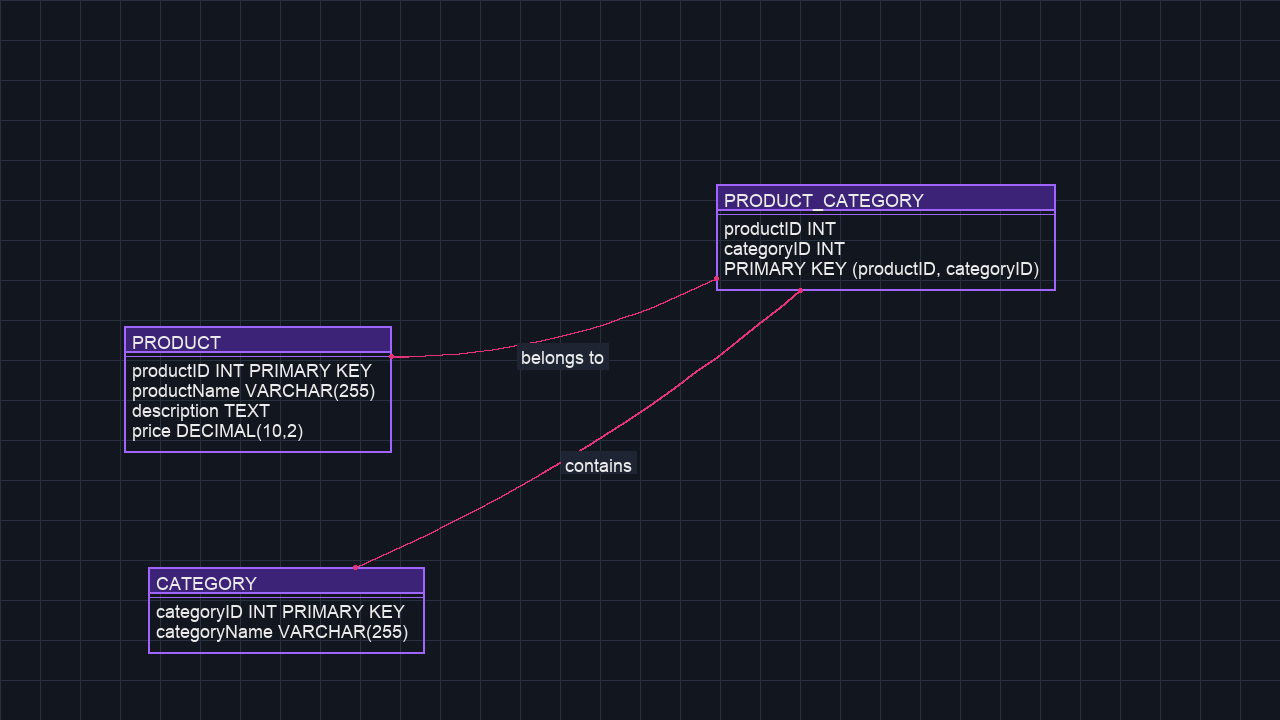 PRODUCT_CATEGORY
productID INT
categoryID INT
PRIMARY KEY (productID, categoryID)
PRODUCT
productID INT PRIMARY KEY
productName VARCHAR(255)
description TEXT
price DECIMAL(10,2)
belongs to
contains
CATEGORY
categoryID INT PRIMARY KEY
categoryName VARCHAR(255)